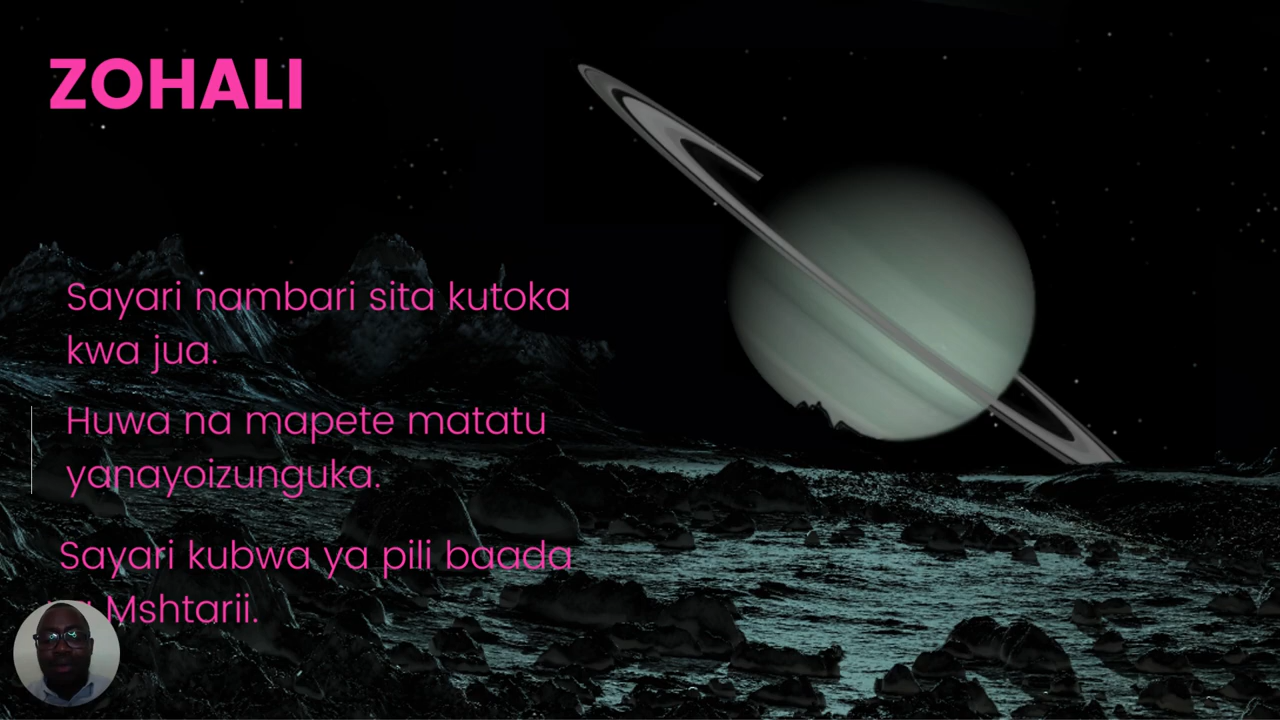 ZOHALI
Sayari nambari sita kutoka
kwa jua.
Huwa na mapete matatu
yanayoizunguka.
Sayari kubwa ya pili baada
Mshtarii.